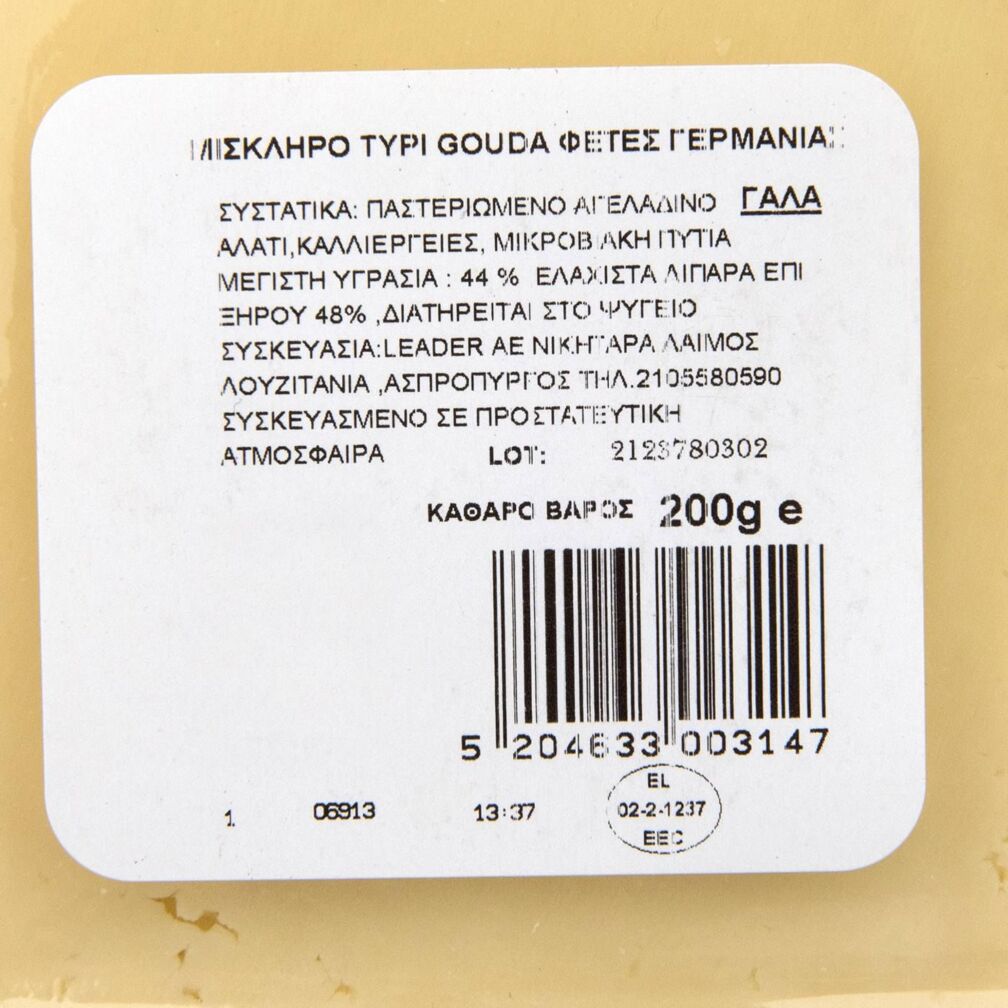 ΜΙΣΚΛΗΡΟ ΤΥΡΙ GOUDA ΦΕΤΕΣ ΓΕΡΜΑΝΙΑΣ
ΣΥΣΤΑΤΙΚΑ: ΠΑΣΤΕΡΙΩΜΕΝΟ ΑΓΕΛΑΔΙΝΟ ΓΑΛΑ
ΑΛΑΤΙ,ΚΑΛΛΙΕΡΓΕΙΕΣ, ΜΙΚΡΟΒΙΑΚΗ ΠΥΤΙΑ
ΜΕΓΙΣΤΗ ΥΓΡΑΣΙΑ : 44 % ΕΛΑΧΙΣΤΑ ΛΙΠΑΡΑ ΕΠΙ
ΞΗΡΟΥ 48% ,ΔΙΑΤΗΡΕΙΤΑΙ ΣΤΟ ΨΥΓΕΙΟ
ΣΥΣΚΕΥΑΣΙΑ:LEADER ΑΕ ΝΙΚΗΤΑΡΑ ΛΑΙΜΟΣ
ΛΟΥΖΙΤΑΝΙΑ ,ΑΣΠΡΟΠΥΡΓΟΣ ΤΗΛ.2105580590
ΣΥΣΚΕΥΑΣΜΕΝΟ ΣΕ ΠΡΟΣΤΑΤΕΥΤΙΚΗ
ΑΤΜΟΣΦΑΙΡΑ LOT: 2123780302
ΚΑΘΑΡΟ ΒΑΡΟΣ 200g e
5 204633 003147
1 06913 13:37
EL
02-2-1237
EEC